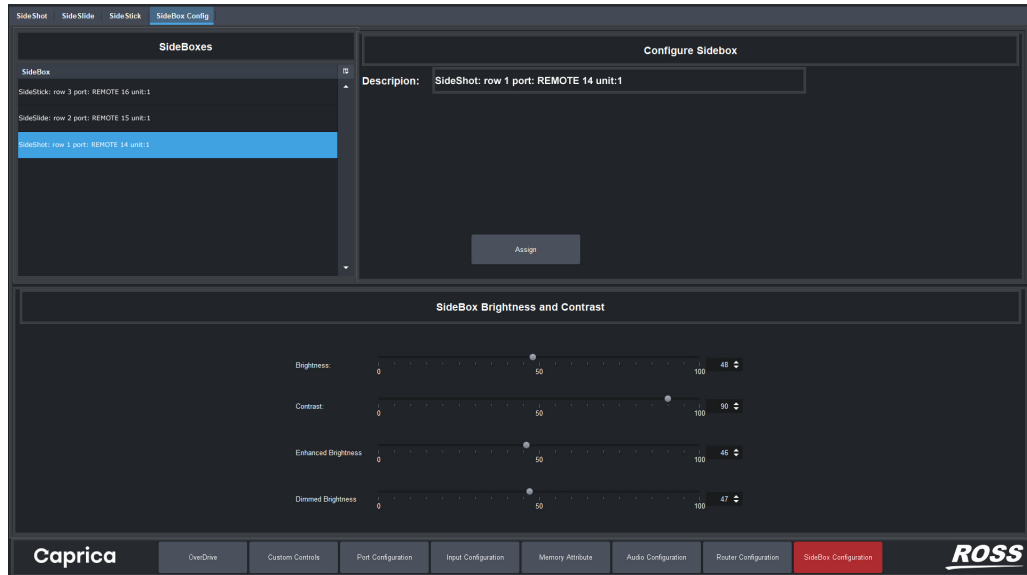 SideShot SideSlide SideStick SideBox Config
SideBoxes
SideBox
SideStick: row 3 port: REMOTE 16 unit:1
SideSlide: row 2 port: REMOTE 15 unit:1
SideShot: row 1 port: REMOTE 14 unit:1
Configure Sidebox
Descripion: SideShot: row 1 port: REMOTE 14 unit:1
Assign
SideBox Brightness and Contrast
Brightness: 0 50 100 48
Contrast: 0 50 100 90
Enhanced Brightness 0 50 100 46
Dimmed Brightness 0 50 100 47
Caprica OverDrive Custom Controls Port Configuration Input Configuration Memory Attribute Audio Configuration Router Configuration SideBox Configuration ROSS